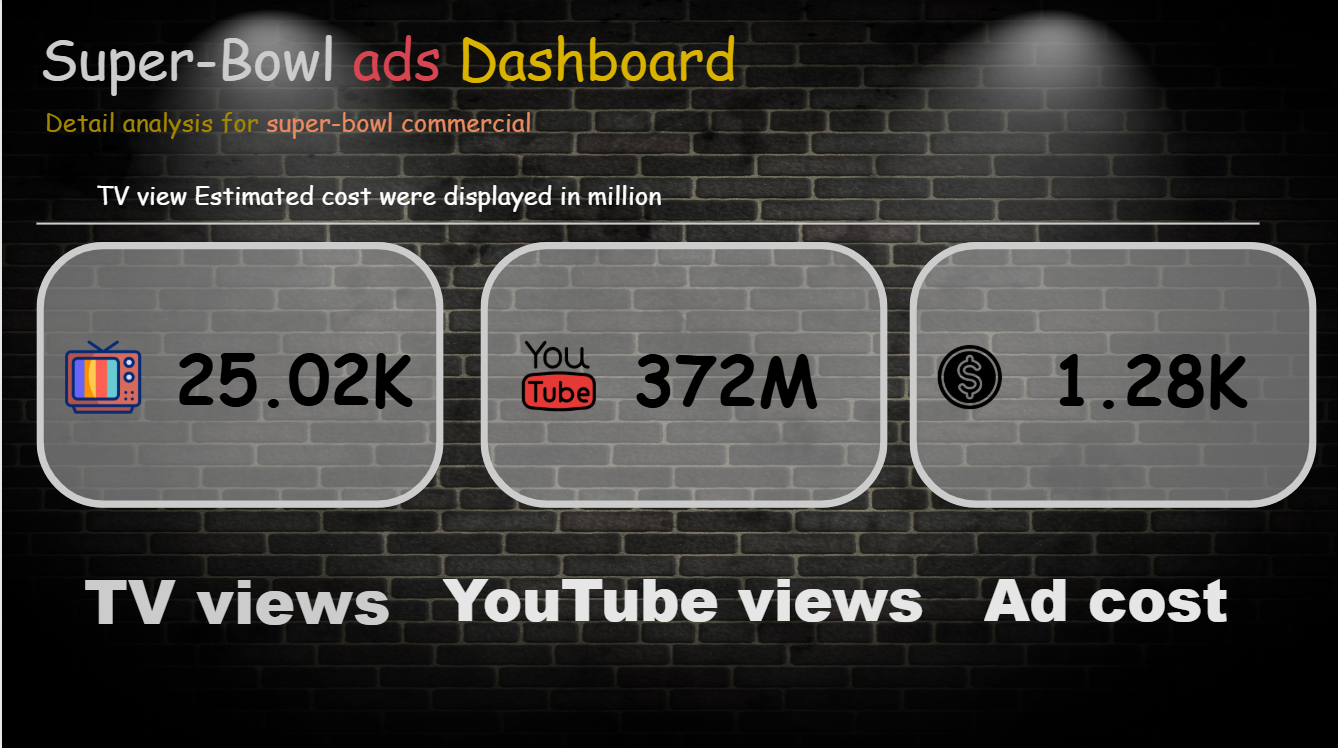 Super-Bowl ads Dashboard
Detail analysis for super-bowl commercial
TV view Estimated cost were displayed in million
25.02K
You
Tube
372M
$
1.28K
TV views
YouTube views
Ad cost